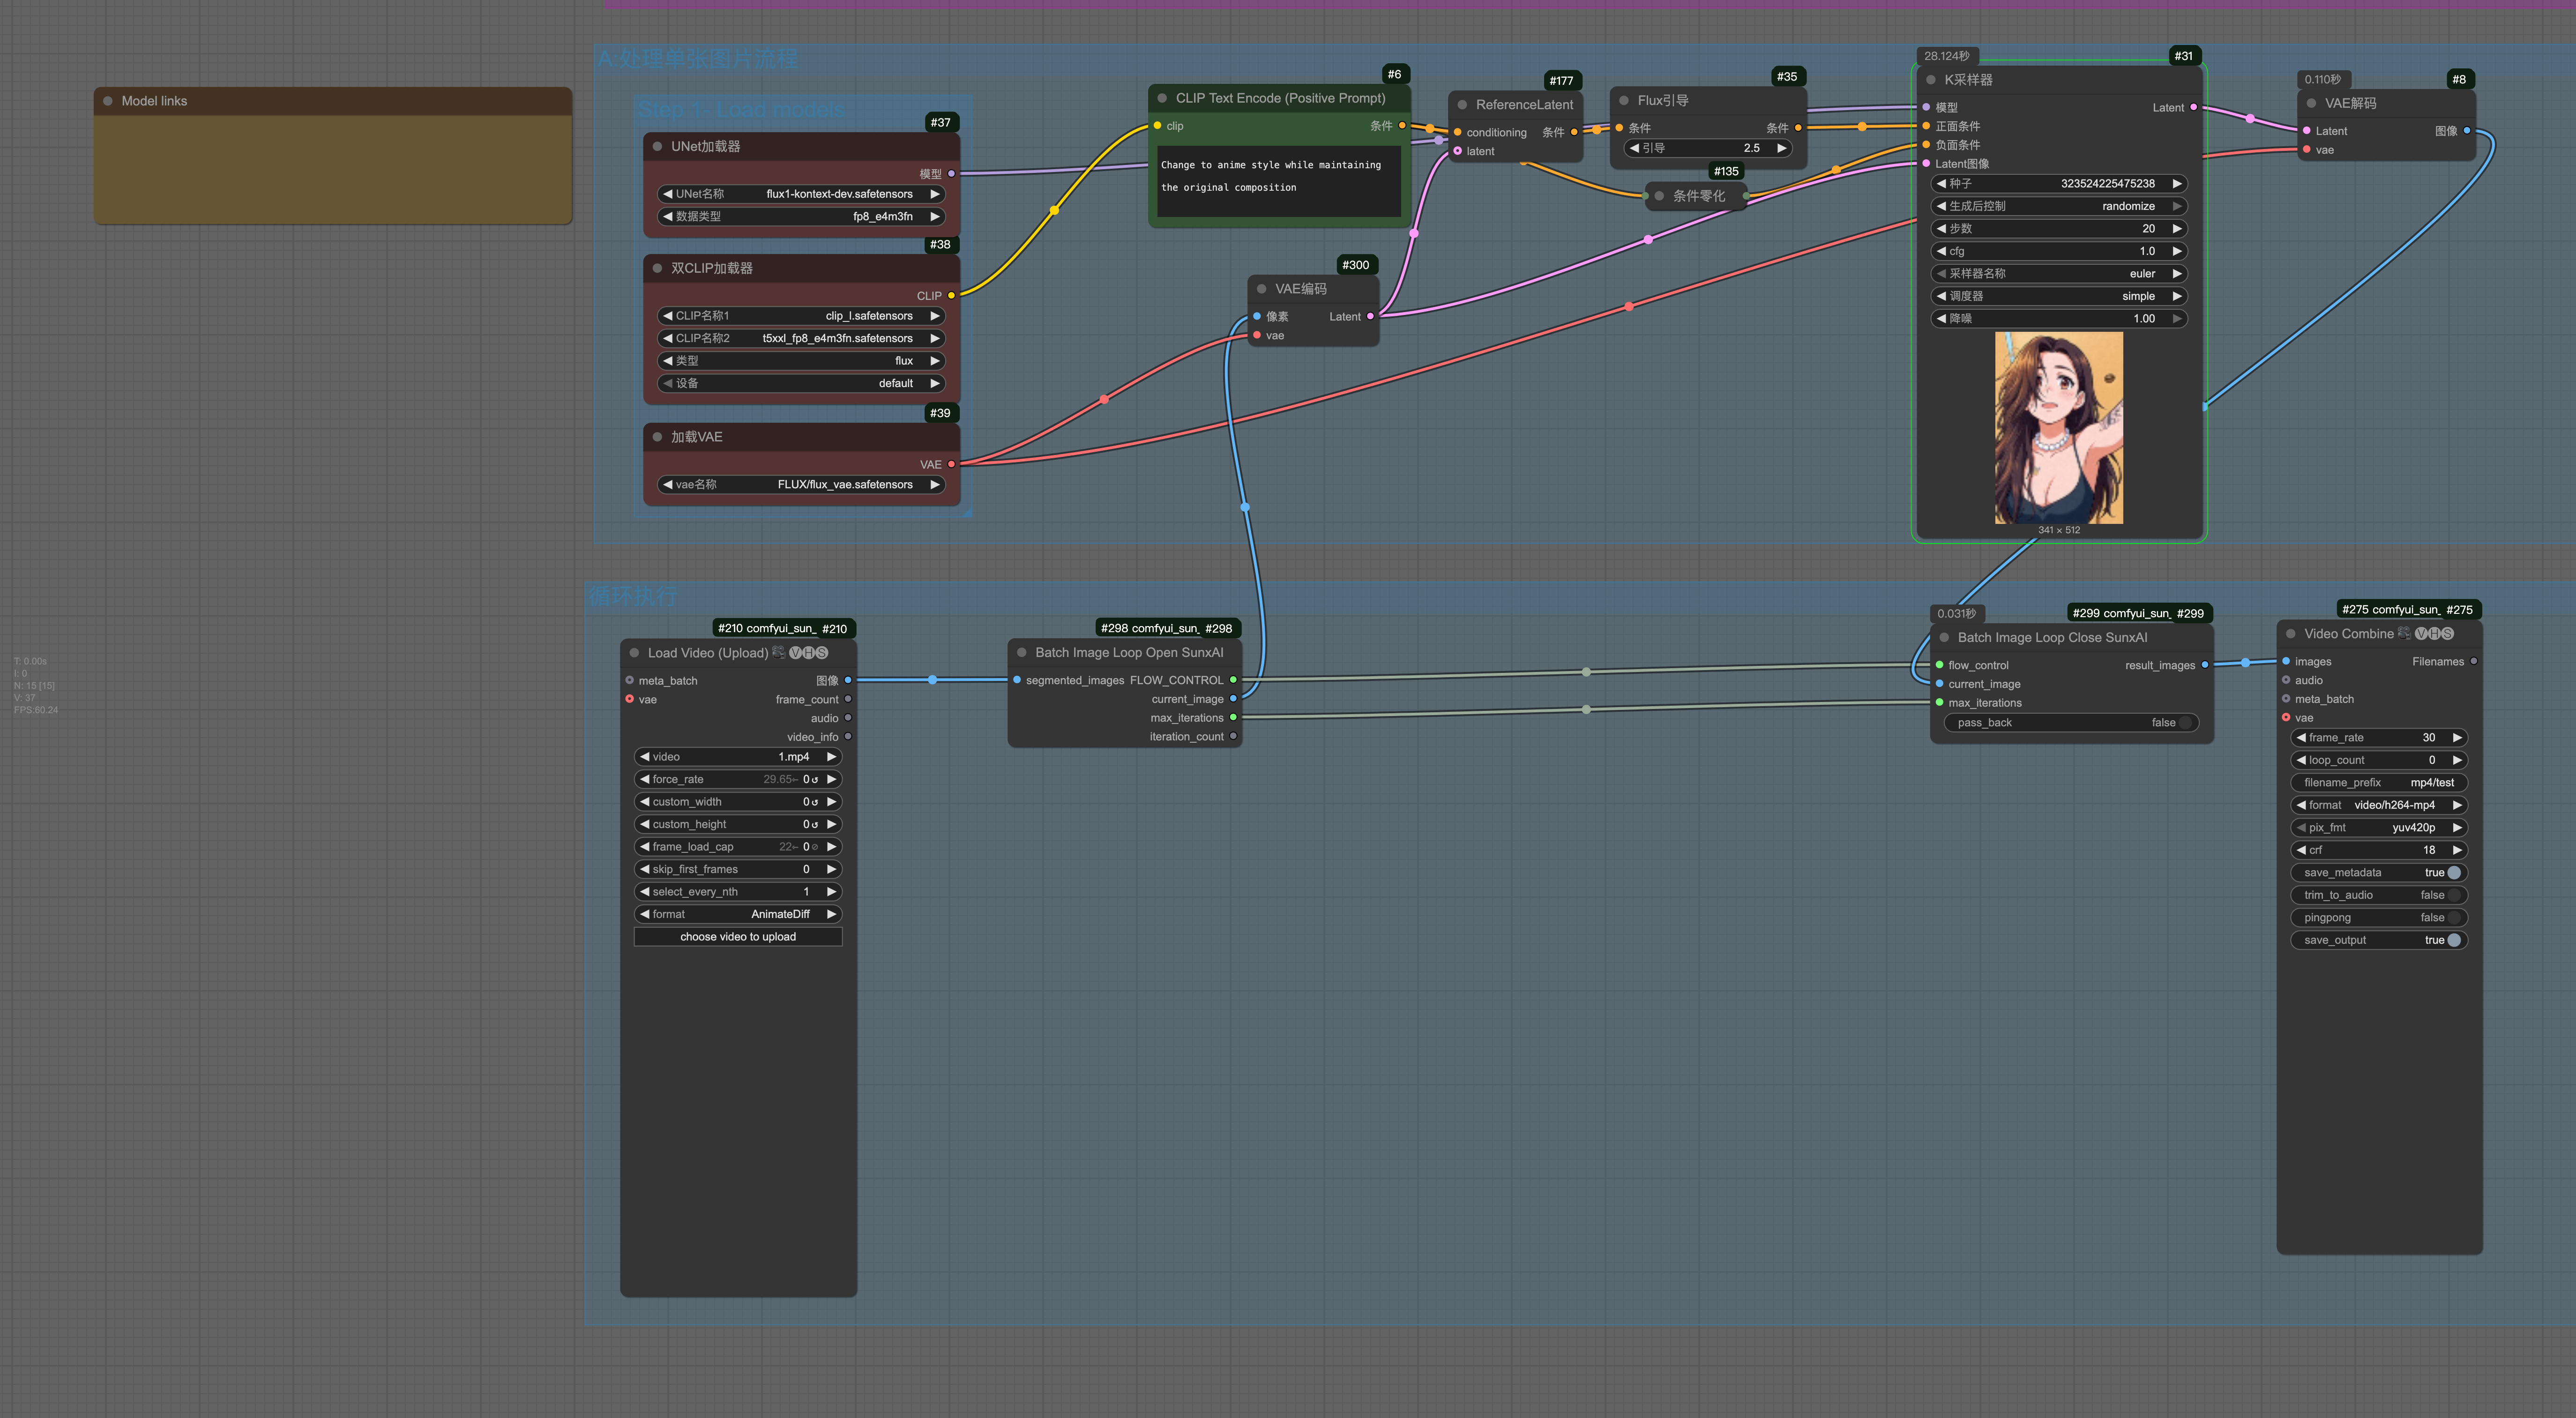 A.处理单张图片流程
Model links
Step 1- Load models
#37
UNet加载器
模型
UNet名称 flux1-kontext-dev.safetensors
数据类型 fp8_e4m3fn
#38
双CLIP加载器
CLIP
CLIP名称1 clip_l.safetensors
CLIP名称2 t5xxl_fp8_e4m3fn.safetensors
类型 flux
设备 default
#39
加载VAE
VAE
vae名称 FLUX/flux_vae.safetensors
#6
CLIP Text Encode (Positive Prompt)
clip 条件
Change to anime style while maintaining
the original composition
#177
ReferenceLatent
conditioning 条件
latent
#35
Flux引导
条件 条件
引导 2.5
#135
条件零化
#300
VAE编码
像素 Latent
vae
28.124秒 #31
K采样器
模型 Latent
正面条件
负面条件
Latent图像
种子 323524225475238
生成后控制 randomize
步数 20
cfg 1.0
采样器名称 euler
调度器 simple
降噪 1.00
341 × 512
0.110秒 #8
VAE解码
Latent 图像
vae
循环执行
T: 0.00s
I: 0
N: 15 [15]
V: 37
FPS:60.24
#210 comfyui_sun_ #210
Load Video (Upload) VHS
meta_batch 图像
vae frame_count
audio
video_info
video 1.mp4
force_rate 29.65← 0↺
custom_width 0↺
custom_height 0↺
frame_load_cap 22← 0⊘
skip_first_frames 0
select_every_nth 1
format AnimateDiff
choose video to upload
#298 comfyui_sun_ #298
Batch Image Loop Open SunxAI
segmented_images FLOW_CONTROL
current_image
max_iterations
iteration_count
0.031秒 #299 comfyui_sun_ #299
Batch Image Loop Close SunxAI
flow_control result_images
current_image
max_iterations
pass_back false
#275 comfyui_sun_ #275
Video Combine VHS
images Filenames
audio
meta_batch
vae
frame_rate 30
loop_count 0
filename_prefix mp4/test
format video/h264-mp4
pix_fmt yuv420p
crf 18
save_metadata true
trim_to_audio false
pingpong false
save_output true